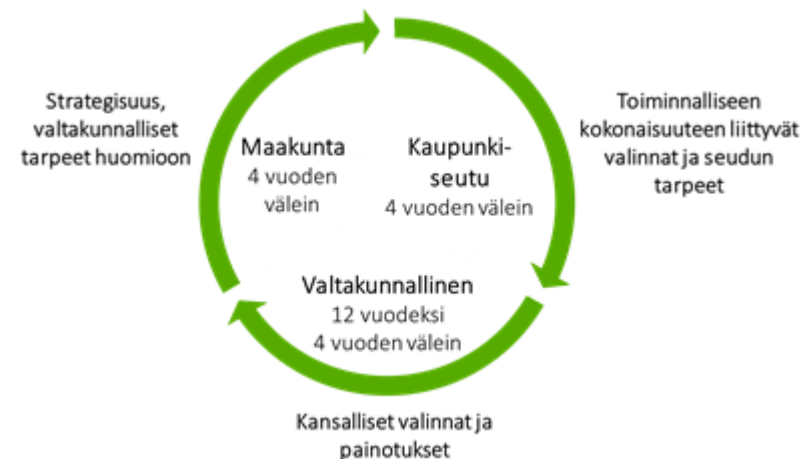 Strategisuus,
valtakunnalliset
tarpeet huomioon
Maakunta
4 vuoden
välein
Kaupunki-
seutu
4 vuoden välein
Toiminnalliseen
kokonaisuuteen liittyvät
valinnat ja seudun
tarpeet
Valtakunnallinen
12 vuodeksi
4 vuoden välein
Kansalliset valinnat ja
painotukset